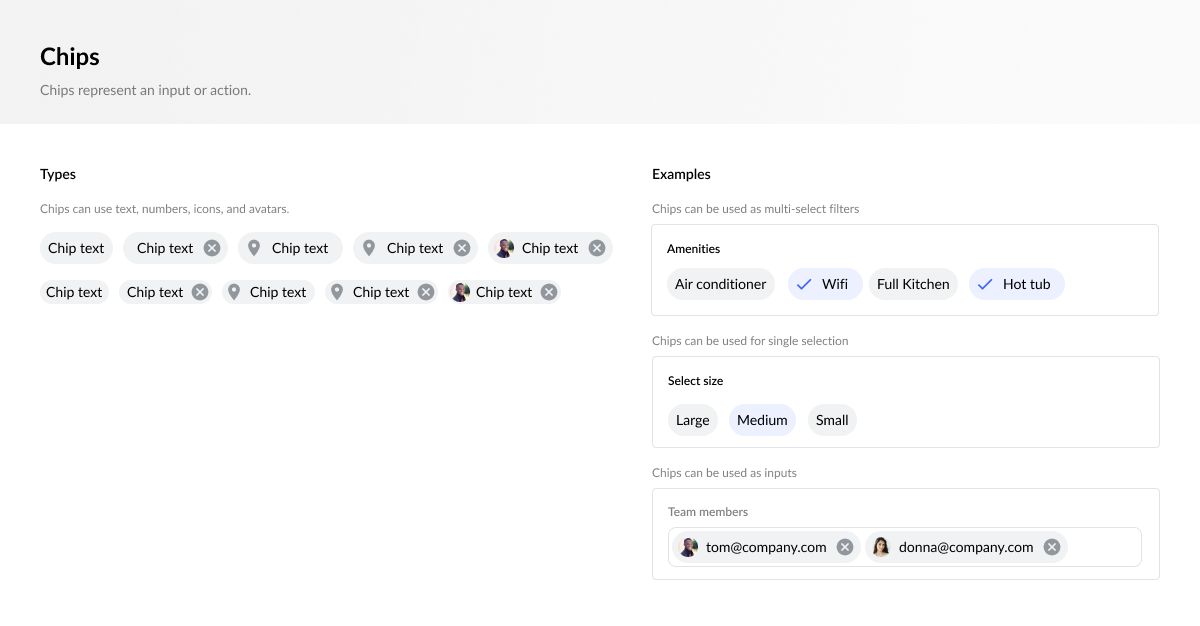 Chips
Chips represent an input or action.
Types
Chips can use text, numbers, icons, and avatars.
Chip text Chip text Chip text Chip text Chip text
Chip text Chip text Chip text Chip text Chip text
Examples
Chips can be used as multi-select filters
Amenities
Air conditioner Wifi Full Kitchen Hot tub
Chips can be used for single selection
Select size
Large Medium Small
Chips can be used as inputs
Team members
tom@company.com donna@company.com